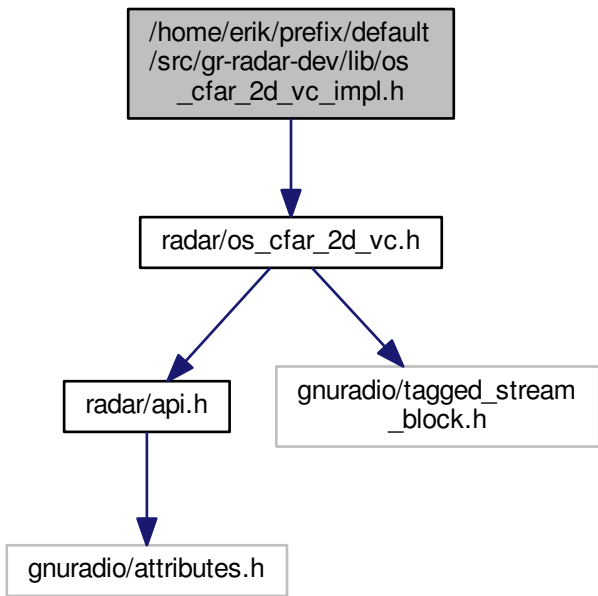 /home/erik/prefix/default
/src/gr-radar-dev/lib/os
_cfar_2d_vc_impl.h
radar/os_cfar_2d_vc.h
radar/api.h
gnuradio/tagged_stream
_block.h
gnuradio/attributes.h